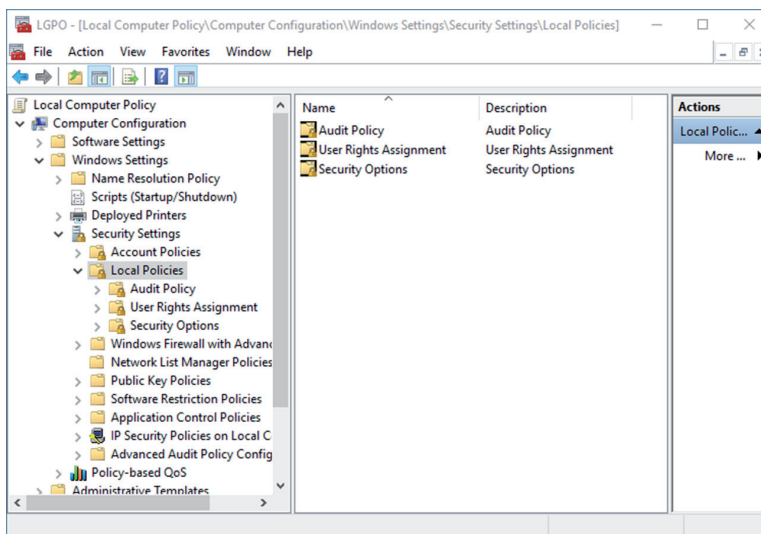 LGPO - [Local Computer Policy\Computer Configuration\Windows Settings\Security Settings\Local Policies]
File Action View Favorites Window Help
Local Computer Policy
Computer Configuration
Software Settings
Windows Settings
Name Resolution Policy
Scripts (Startup/Shutdown)
Deployed Printers
Security Settings
Account Policies
Local Policies
Audit Policy
User Rights Assignment
Security Options
Windows Firewall with Advan
Network List Manager Policies
Public Key Policies
Software Restriction Policies
Application Control Policies
IP Security Policies on Local C
Advanced Audit Policy Config
Policy-based QoS
Administrative Templates
Name Description
Audit Policy Audit Policy
User Rights Assignment User Rights Assignment
Security Options Security Options
Actions
Local Polic...
More ...